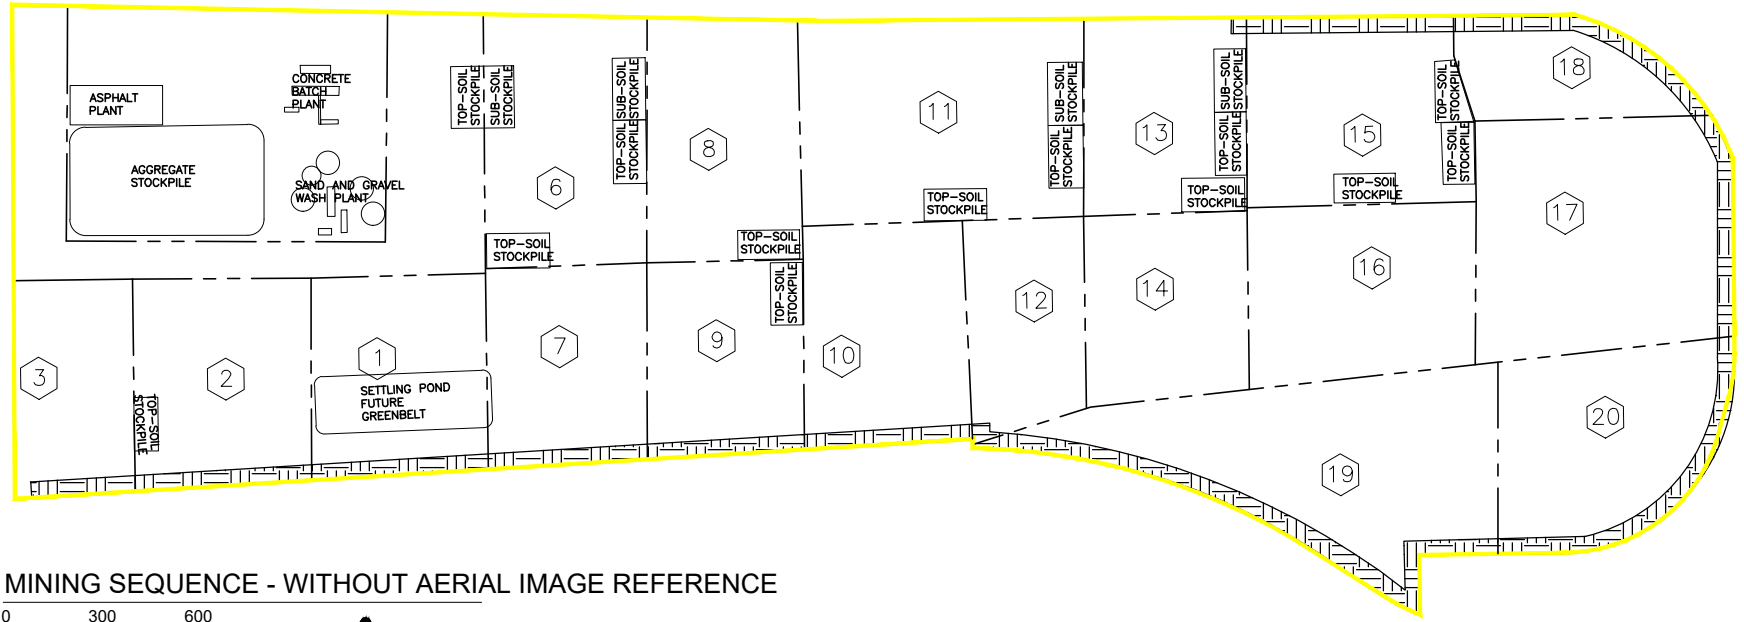 18
CONCRETE
BATCH
PLANT
ASPHALT
PLANT
TOP-SOIL
STOCKPILE
SUB-SOIL
STOCKPILE
SUB-SOIL
STOCKPILE
TOP-SOIL
STOCKPILE
8
11
SUB-SOIL
STOCKPILE
TOP-SOIL
STOCKPILE
13
SUB-SOIL
STOCKPILE
TOP-SOIL
STOCKPILE
15
TOP-SOIL
STOCKPILE
TOP-SOIL
STOCKPILE
AGGREGATE
STOCKPILE
SAND AND GRAVEL
WASH PLANT
6
TOP-SOIL
STOCKPILE
TOP-SOIL
STOCKPILE
TOP-SOIL
STOCKPILE
17
TOP-SOIL
STOCKPILE
TOP-SOIL
STOCKPILE
TOP-SOIL
STOCKPILE
16
14
12
3
2
1
7
9
10
SETTLING POND
FUTURE
GREENBELT
TOP-SOIL
STOCKPILE
20
19
MINING SEQUENCE - WITHOUT AERIAL IMAGE REFERENCE
0 300 600